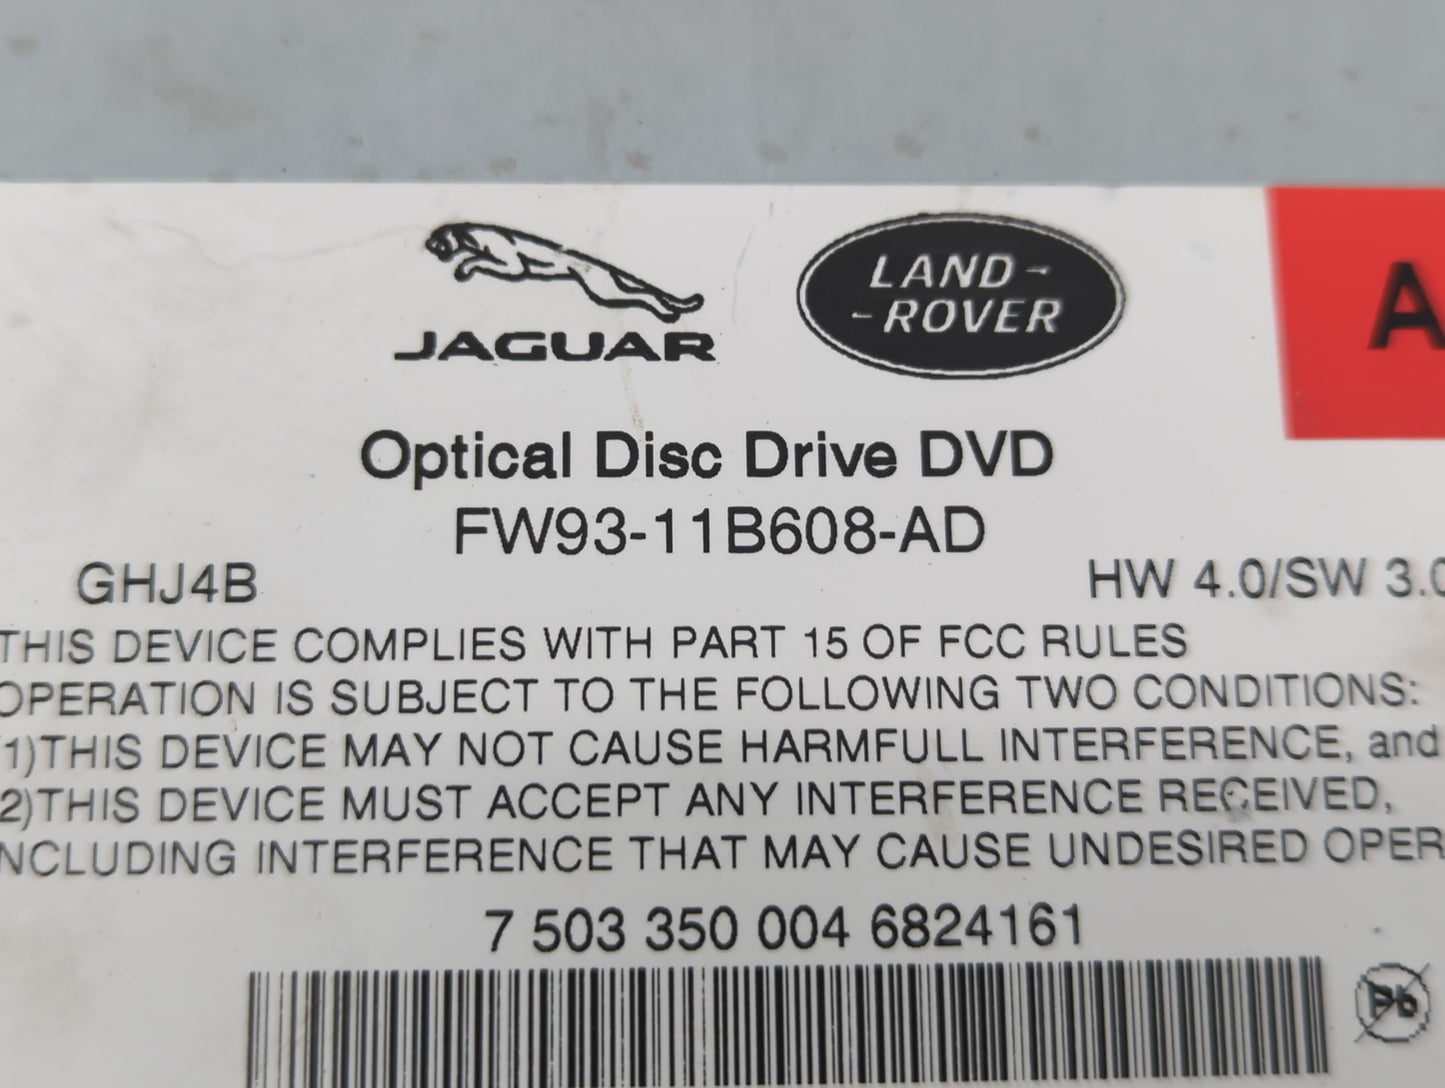 LAND-
-ROVER
JAGUAR
A
Optical Disc Drive DVD
FW93-11B608-AD
GHJ4B
HW 4.0/SW 3.0
THIS DEVICE COMPLIES WITH PART 15 OF FCC RULES
OPERATION IS SUBJECT TO THE FOLLOWING TWO CONDITIONS:
1)THIS DEVICE MAY NOT CAUSE HARMFULL INTERFERENCE, and
2)THIS DEVICE MUST ACCEPT ANY INTERFERENCE RECEIVED,
NCLUDING INTERFERENCE THAT MAY CAUSE UNDESIRED OPER
7 503 350 004 6824161
Pb